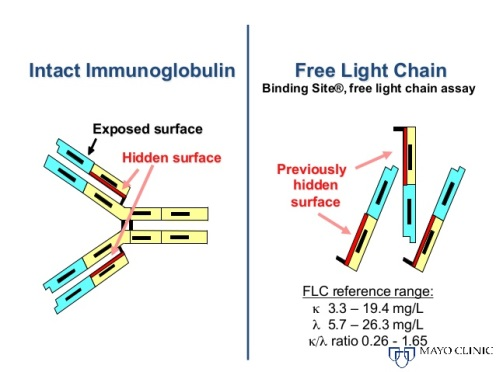 Intact Immunoglobulin
Exposed surface
Hidden surface
Free Light Chain
Binding Site®, free light chain assay
Previously
hidden
surface
FLC reference range:
κ 3.3 – 19.4 mg/L
λ 5.7 – 26.3 mg/L
κ/λ ratio 0.26 - 1.65
MAYO CLINIC